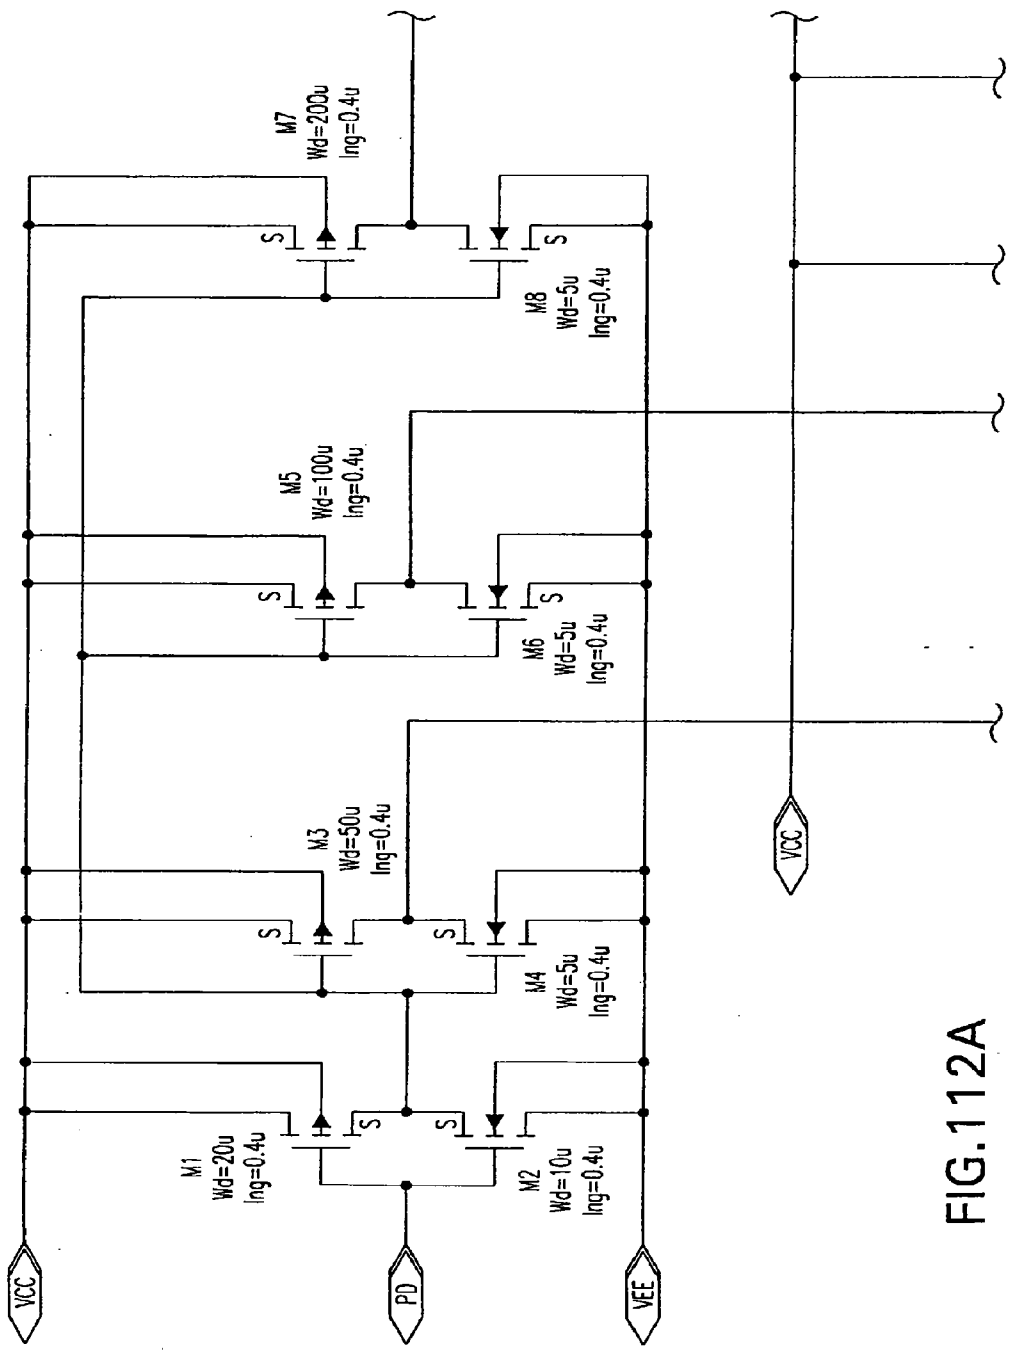 VCC
PD
VEE
M1
Wd=20u
lng=0.4u
S
S
M2
Wd=10u
lng=0.4u
S
M3
Wd=50u
lng=0.4u
S
M4
Wd=5u
lng=0.4u
S
M5
Wd=100u
lng=0.4u
S
M6
Wd=5u
lng=0.4u
S
M7
Wd=200u
lng=0.4u
S
M8
Wd=5u
lng=0.4u
VCC
FIG.112A